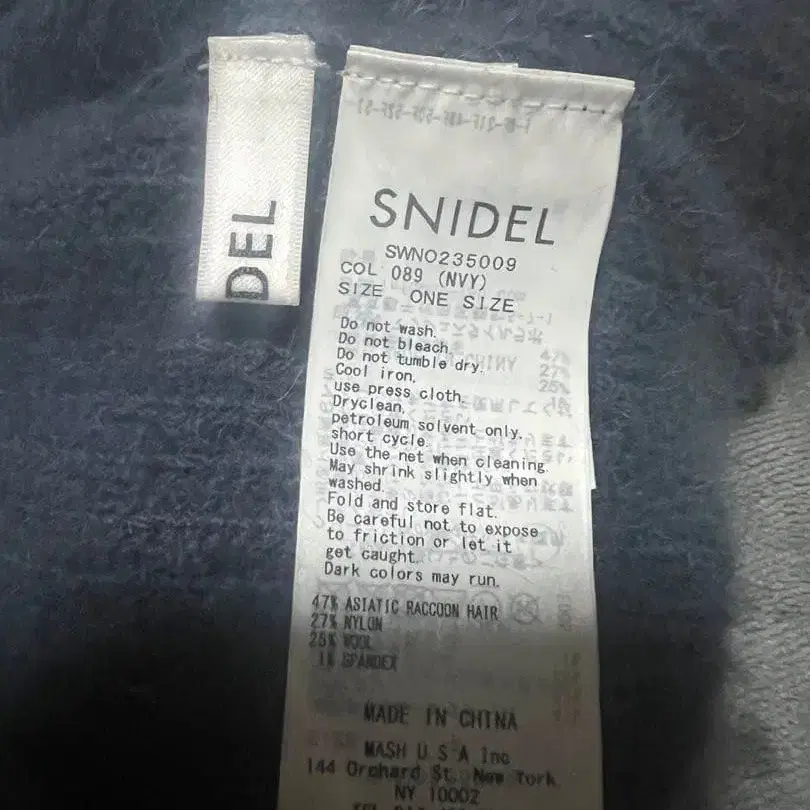 DEL
SNIDEL
SWNO235009
COL 089 (NVY)
SIZE ONE SIZE
Do not wash.
Do not bleach.
Do not tumble dry.
Cool iron,
use press cloth.
Dryclean,
petroleum solvent only,
short cycle.
Use the net when cleaning.
May shrink slightly when
washed.
Fold and store flat.
Be careful not to expose
to friction or let it
get caught.
Dark colors may run.
47% ASIATIC RACCOON HAIR
27% NYLON
25% WOOL
1% SPANDEX
MADE IN CHINA
MASH U S A Inc
144 Orchard St. New York
NY 10002